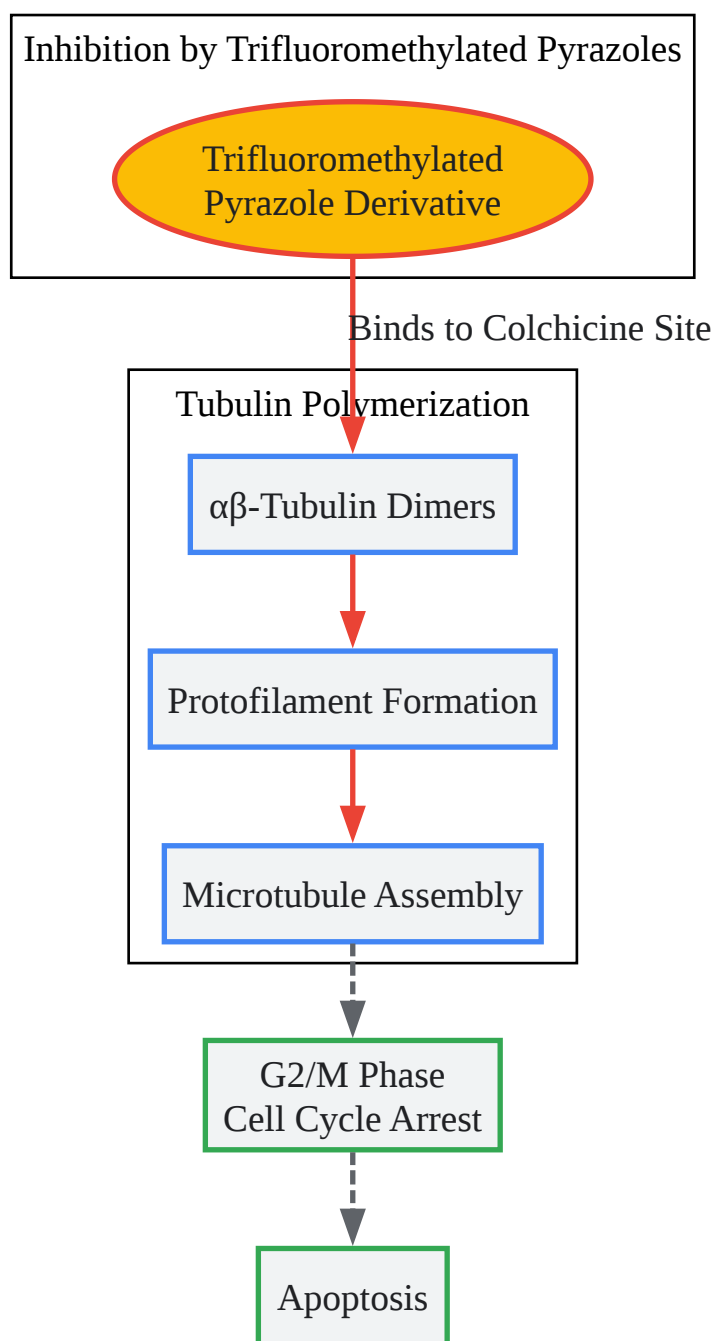 Inhibition by Trifluoromethylated Pyrazoles
Trifluoromethylated
Pyrazole Derivative
Binds to Colchicine Site
Tubulin Polymerization
αβ-Tubulin Dimers
Protofilament Formation
Microtubule Assembly
G2/M Phase
Cell Cycle Arrest
Apoptosis